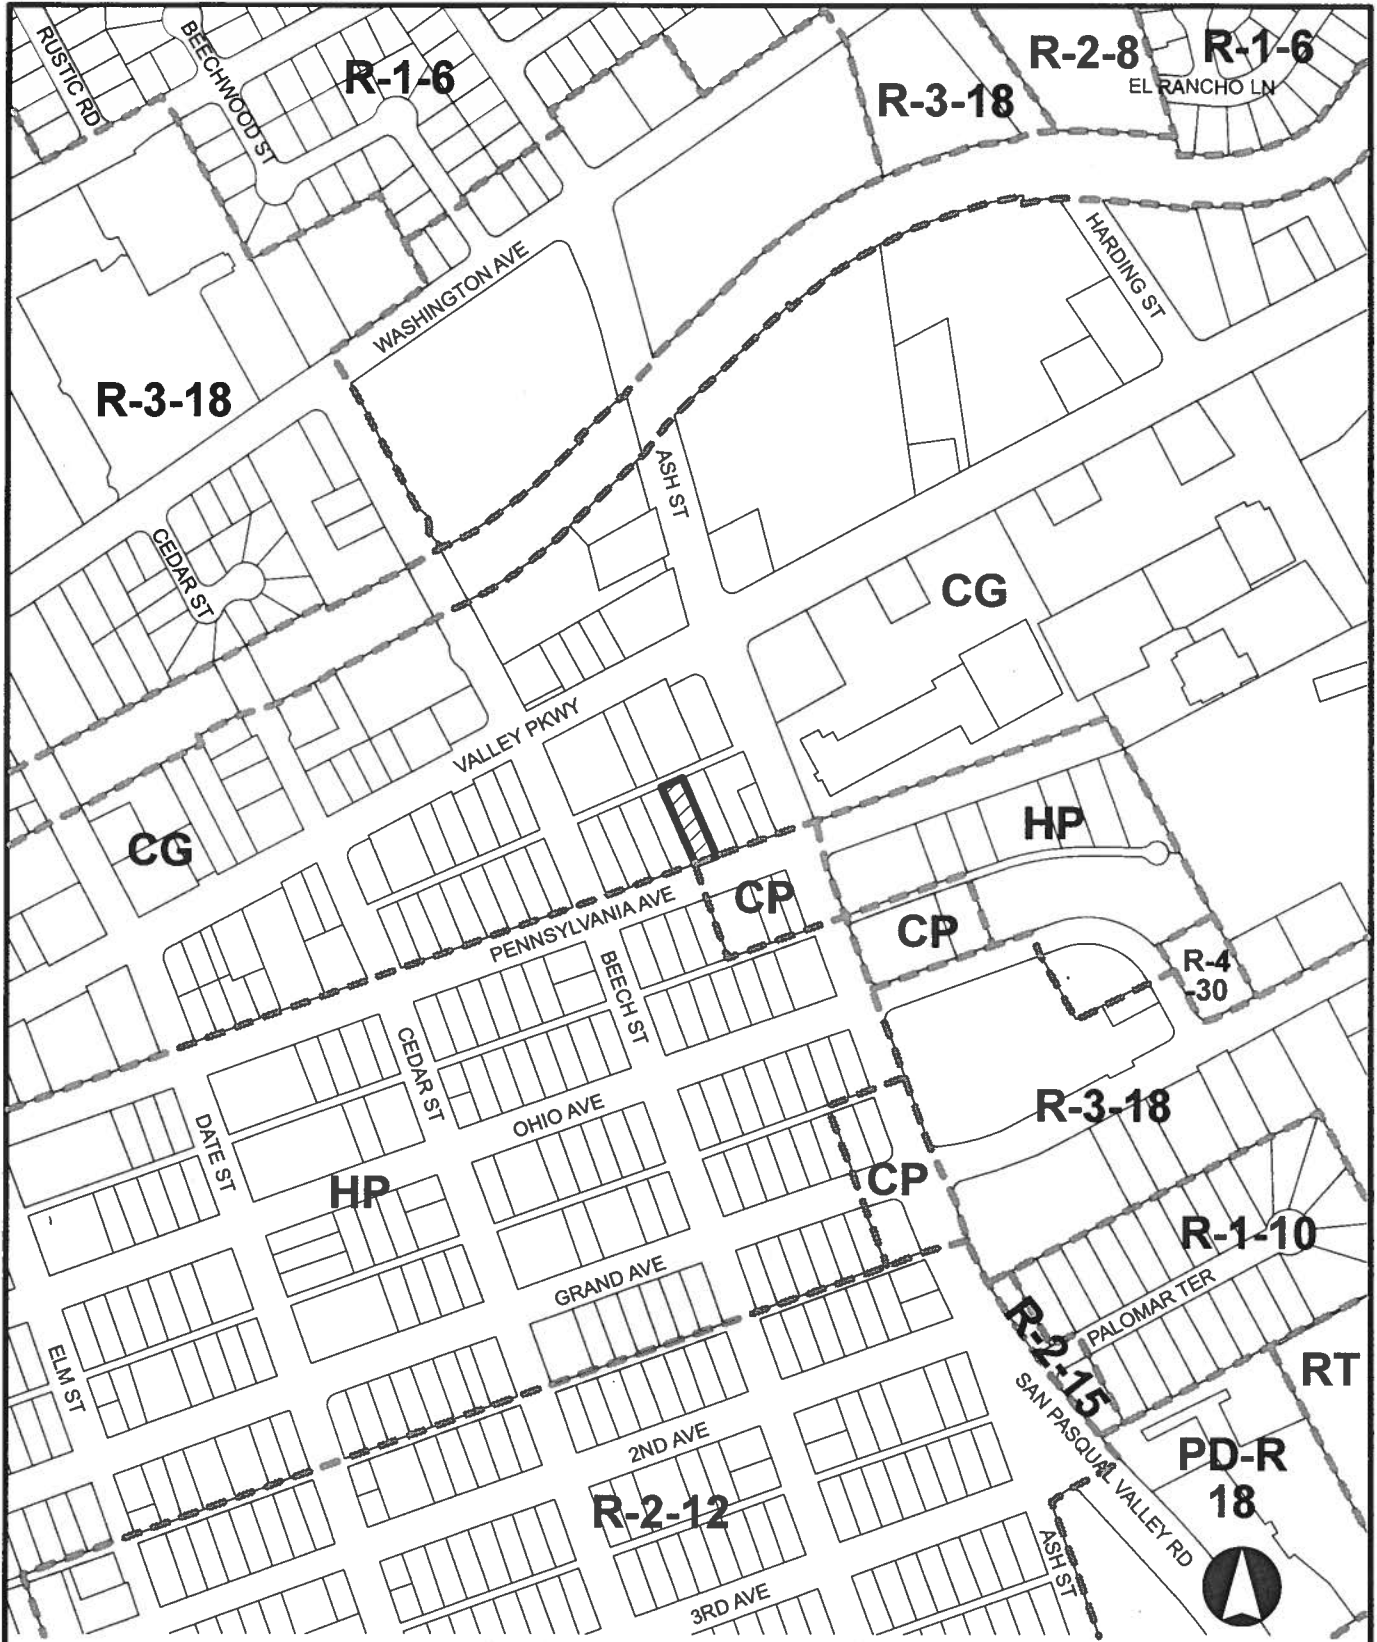 RUSTIC RD
BEECHWOOD ST
R-1-6
R-2-8
R-1-6
EL RANCHO LN
R-3-18
HARDING ST
WASHINGTON AVE
R-3-18
ASH ST
CEDAR ST
CG
VALLEY PKWY
CG
HP
CP
PENNSYLVANIA AVE
CP
BEECH ST
R-4
-30
CEDAR ST
DATE ST
OHIO AVE
R-3-18
HP
CP
R-1-10
GRAND AVE
PALOMAR TER
R-2-15
ELM ST
RT
SAN PASQUAL VALLEY RD
2ND AVE
PD-R
18
R-2-12
ASH ST
3RD AVE